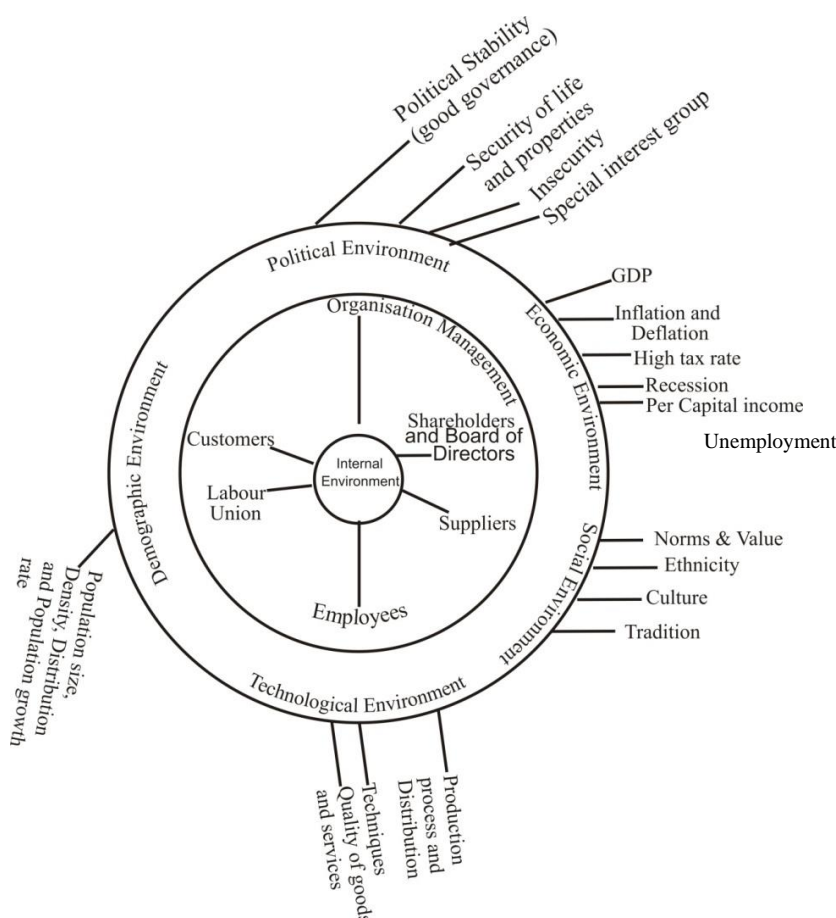 Political Stability
(good governance)
Security of life
and properties
Insecurity
Special interest group
Political Environment
GDP
Inflation and
Deflation
High tax rate
Recession
Per Capital income
Unemployment
Economic Environment
Organisation Management
Shareholders
and Board of
Directors
Customers
Internal
Environment
Labour
Union
Suppliers
Employees
Demographic Environment
Norms & Value
Ethnicity
Culture
Tradition
Social Environment
Population size,
Density, Distribution
and Population growth
rate
Technological Environment
Production
process and
Distribution
Techniques
Quality of goods
and services